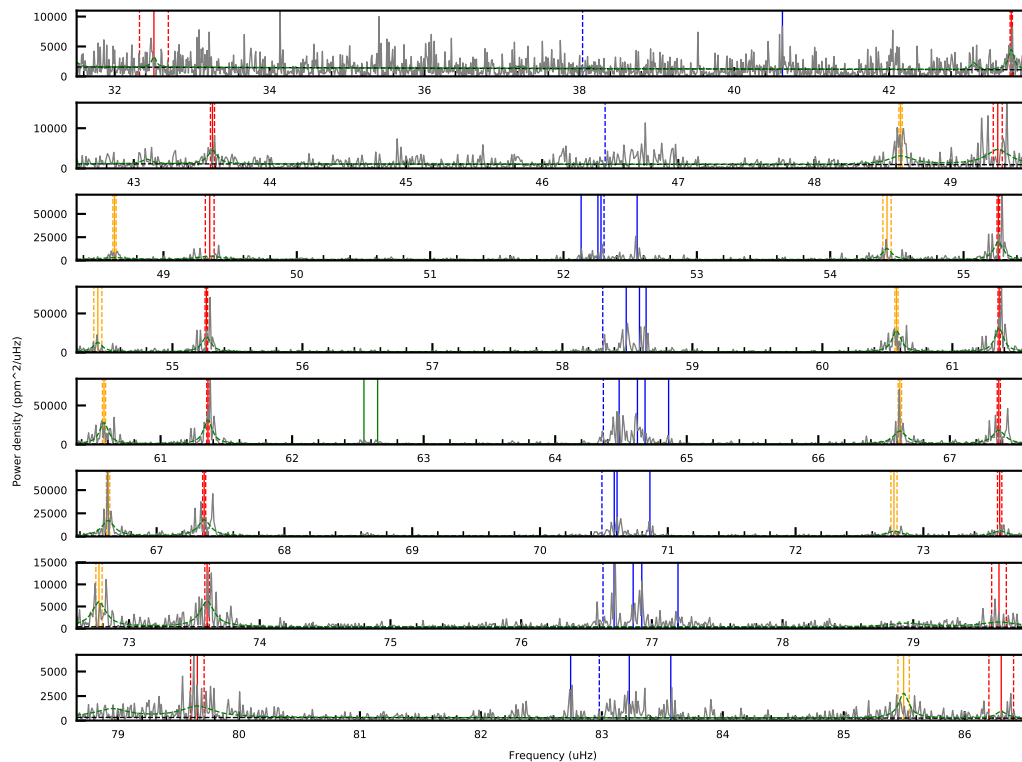 10000
5000
0
32 34 36 38 40 42
10000
0
43 44 45 46 47 48 49
50000
25000
0
49 50 51 52 53 54 55
50000
0
55 56 57 58 59 60 61
50000
0
61 62 63 64 65 66 67
50000
25000
0
67 68 69 70 71 72 73
15000
10000
5000
0
73 74 75 76 77 78 79
5000
2500
0
79 80 81 82 83 84 85 86
Power density (ppm^2/uHz)
Frequency (uHz)